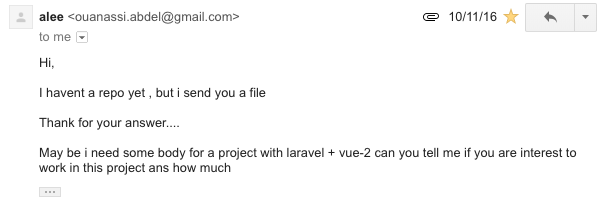 alee <ouanassi.abdel@gmail.com> 10/11/16
to me
Hi,
I havent a repo yet , but i send you a file
Thank for your answer....
May be i need some body for a project with laravel + vue-2 can you tell me if you are interest to
work in this project ans how much